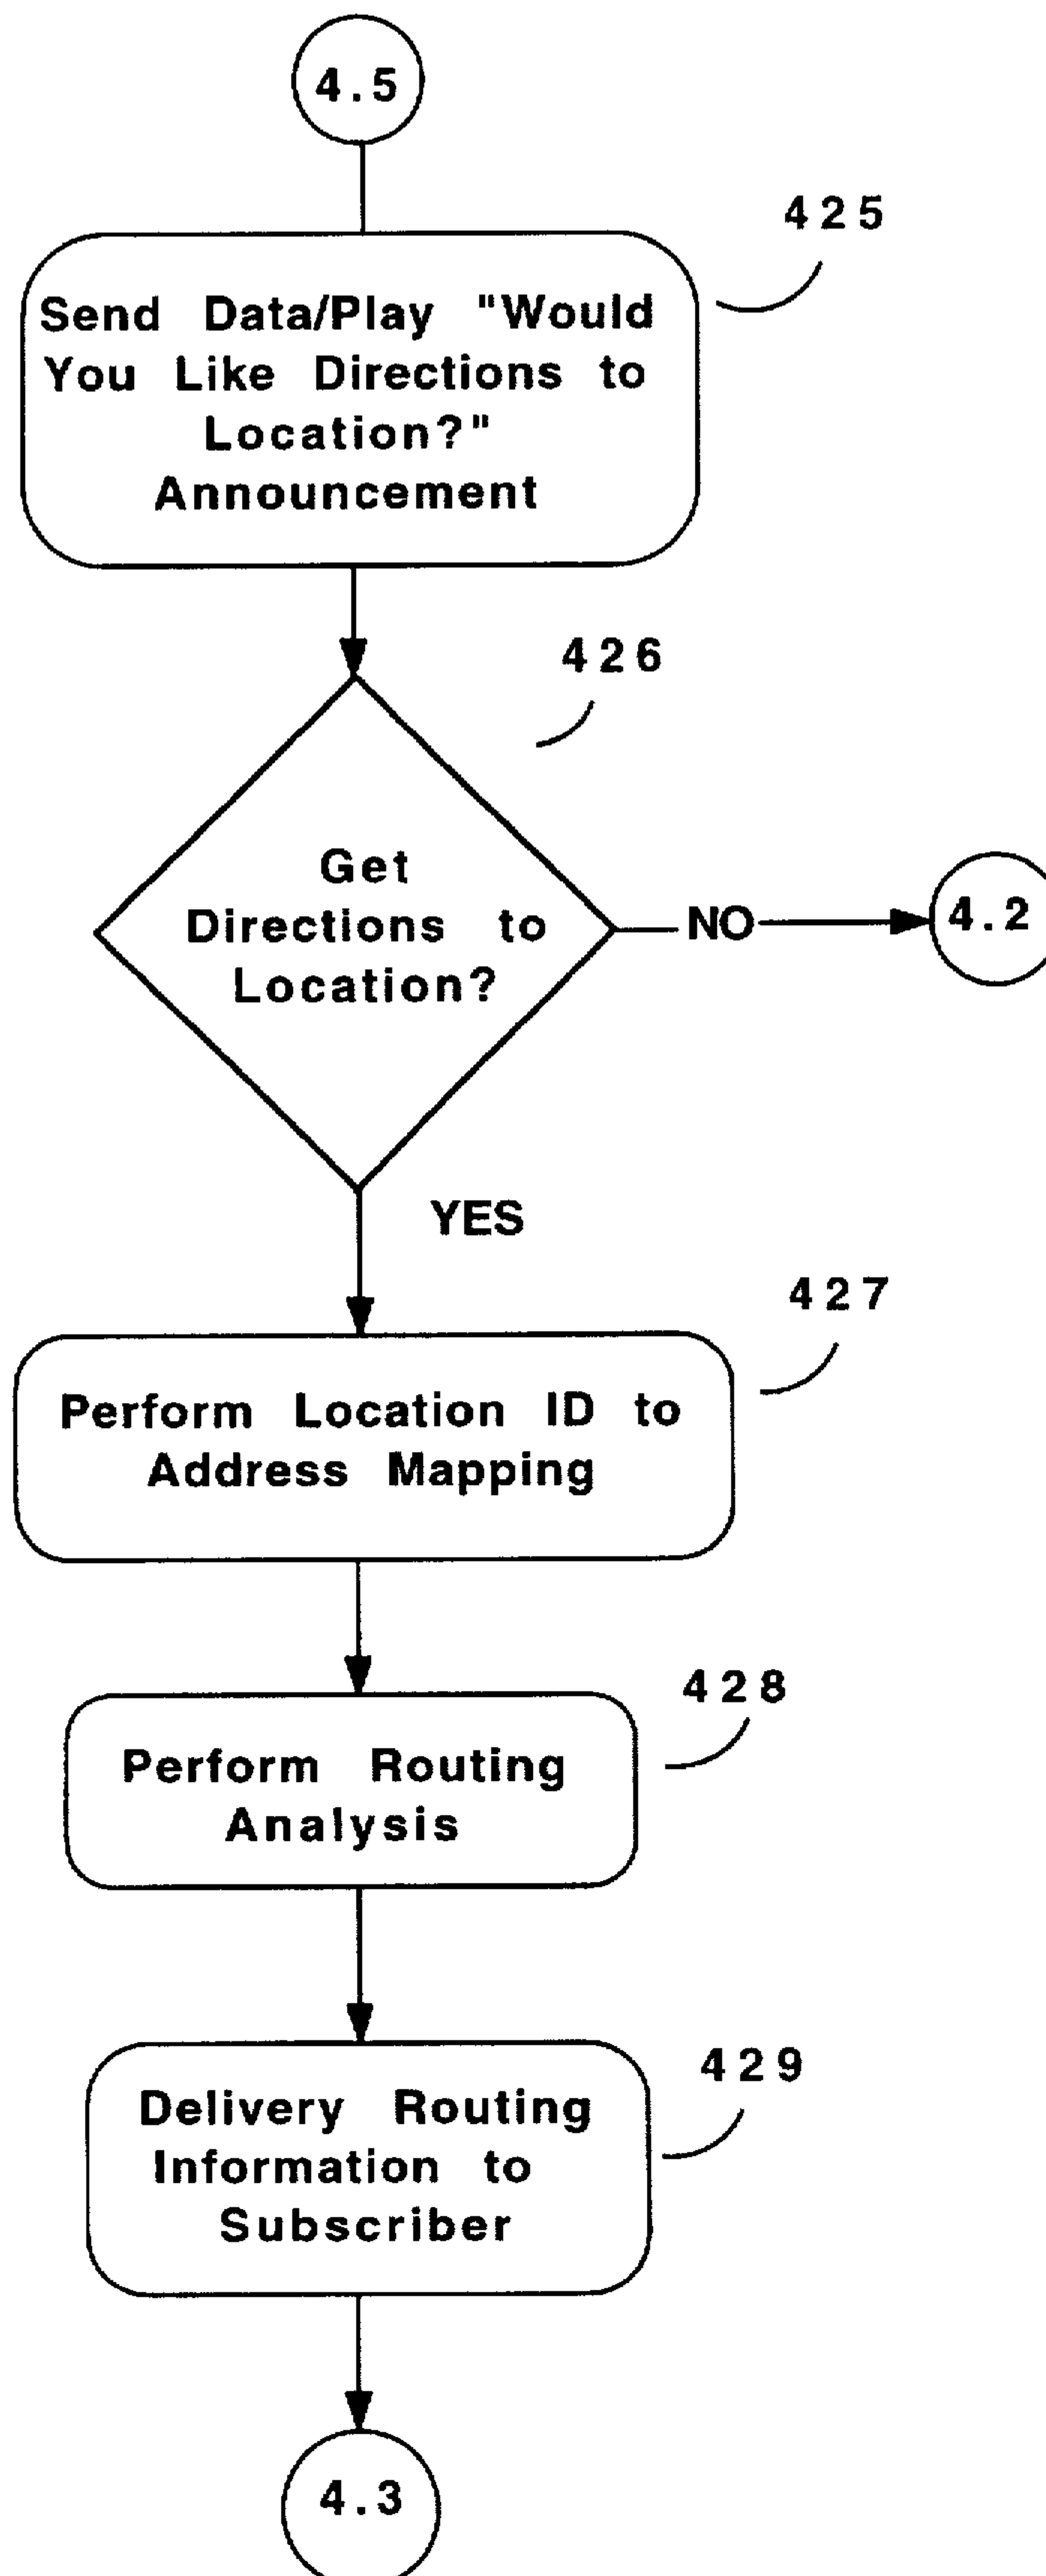 4.5
425
Send Data/Play "Would
You Like Directions to
Location?"
Announcement
426
Get
Directions to
Location?
NO
4.2
YES
427
Perform Location ID to
Address Mapping
428
Perform Routing
Analysis
429
Delivery Routing
Information to
Subscriber
4.3